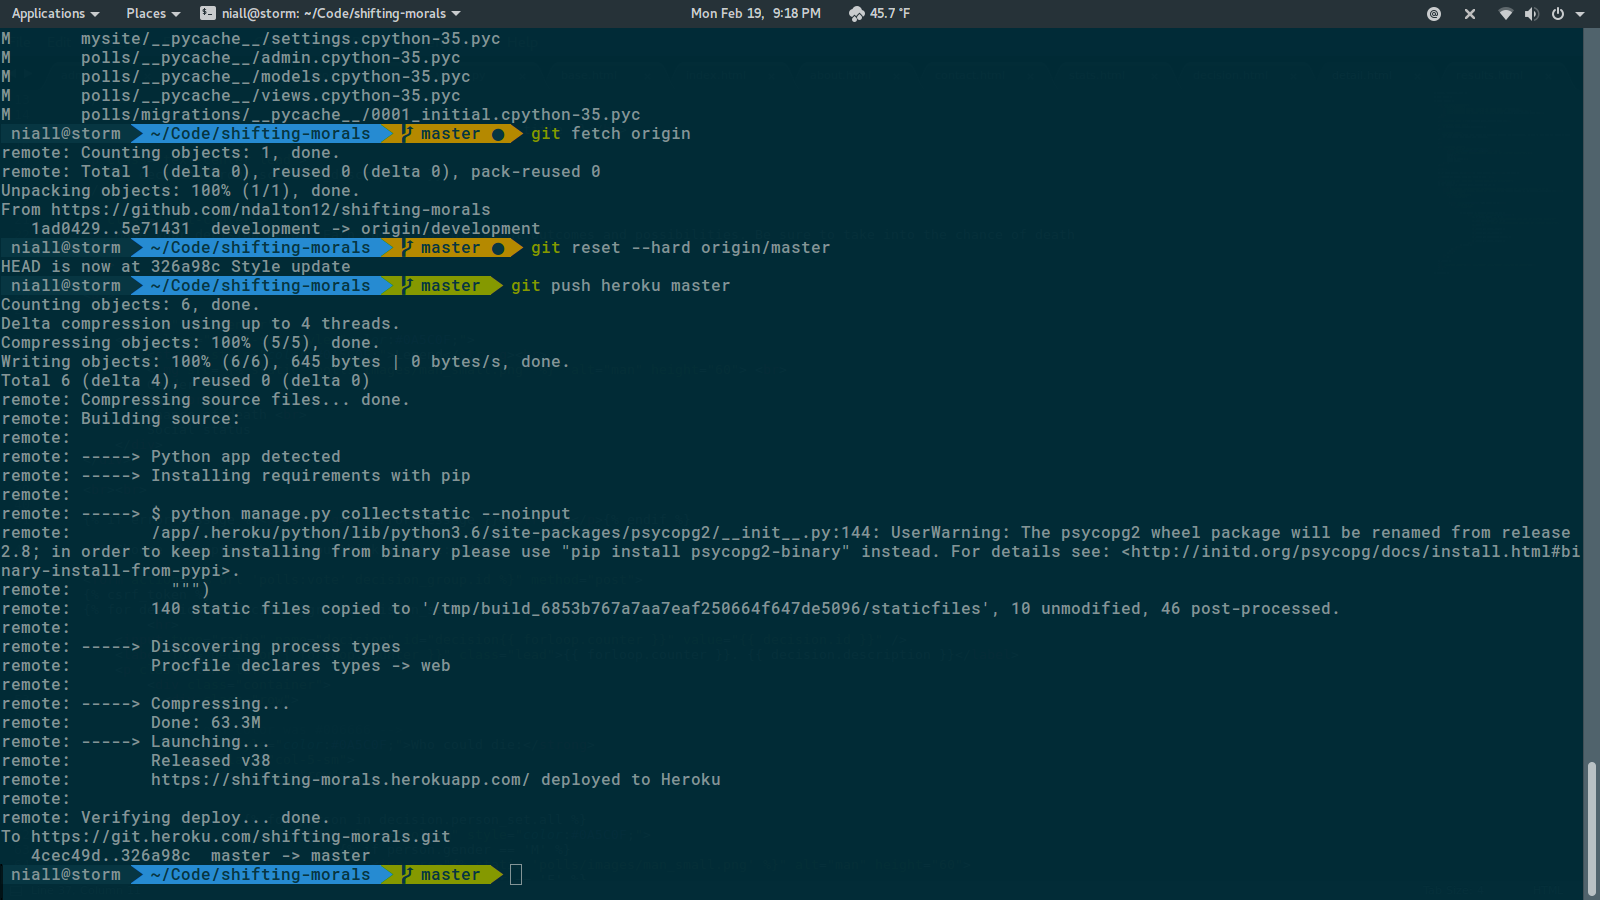 Applications Places niall@storm: ~/Code/shifting-morals Mon Feb 19, 9:18 PM 45.7 °F
M mysite/__pycache__/settings.cpython-35.pyc
M polls/__pycache__/admin.cpython-35.pyc
M polls/__pycache__/models.cpython-35.pyc
M polls/__pycache__/views.cpython-35.pyc
M polls/migrations/__pycache__/0001_initial.cpython-35.pyc
niall@storm ~/Code/shifting-morals master ● git fetch origin
remote: Counting objects: 1, done.
remote: Total 1 (delta 0), reused 0 (delta 0), pack-reused 0
Unpacking objects: 100% (1/1), done.
From https://github.com/ndalton12/shifting-morals
1ad0429..5e71431 development -> origin/development
niall@storm ~/Code/shifting-morals master ● git reset --hard origin/master
HEAD is now at 326a98c Style update
niall@storm ~/Code/shifting-morals master git push heroku master
Counting objects: 6, done.
Delta compression using up to 4 threads.
Compressing objects: 100% (5/5), done.
Writing objects: 100% (6/6), 645 bytes | 0 bytes/s, done.
Total 6 (delta 4), reused 0 (delta 0)
remote: Compressing source files... done.
remote: Building source:
remote:
remote: -----> Python app detected
remote: -----> Installing requirements with pip
remote:
remote: -----> $ python manage.py collectstatic --noinput
remote: /app/.heroku/python/lib/python3.6/site-packages/psycopg2/__init__.py:144: UserWarning: The psycopg2 wheel package will be renamed from release
2.8; in order to keep installing from binary please use "pip install psycopg2-binary" instead. For details see: <http://initd.org/psycopg/docs/install.html#bi
nary-install-from-pypi>.
remote: """)
remote: 140 static files copied to '/tmp/build_6853b767a7aa7eaf250664f647de5096/staticfiles', 10 unmodified, 46 post-processed.
remote:
remote: -----> Discovering process types
remote: Procfile declares types -> web
remote:
remote: -----> Compressing...
remote: Done: 63.3M
remote: -----> Launching...
remote: Released v38
remote: https://shifting-morals.herokuapp.com/ deployed to Heroku
remote:
remote: Verifying deploy... done.
To https://git.heroku.com/shifting-morals.git
4cec49d..326a98c master -> master
niall@storm ~/Code/shifting-morals master